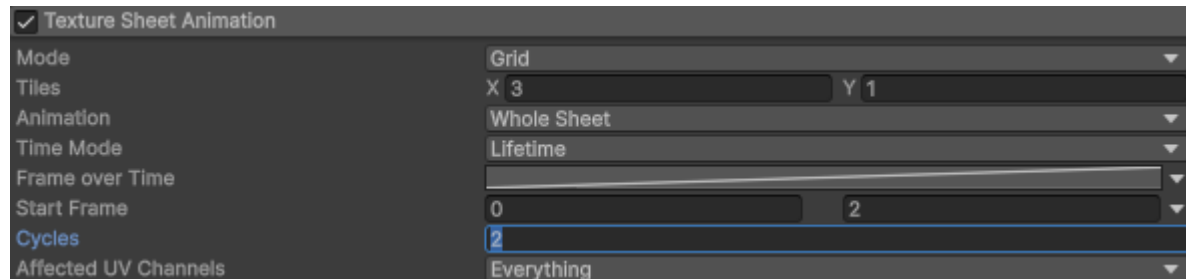 Texture Sheet Animation
Mode Grid
Tiles X 3 Y 1
Animation Whole Sheet
Time Mode Lifetime
Frame over Time
Start Frame 0 2
Cycles 2
Affected UV Channels Everything